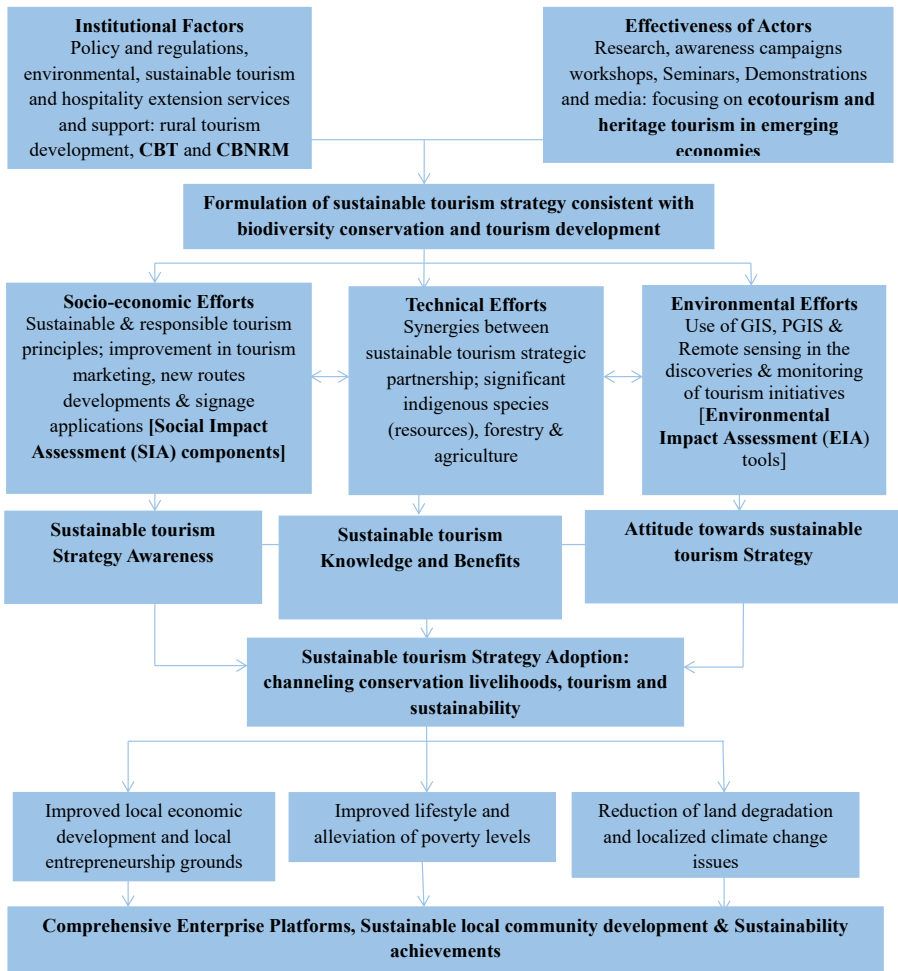 Institutional Factors
Policy and regulations,
environmental, sustainable tourism
and hospitality extension services
and support: rural tourism
development, CBT and CBNRM
Effectiveness of Actors
Research, awareness campaigns
workshops, Seminars, Demonstrations
and media: focusing on ecotourism and
heritage tourism in emerging
economies
Formulation of sustainable tourism strategy consistent with
biodiversity conservation and tourism development
Socio-economic Efforts
Sustainable & responsible tourism
principles; improvement in tourism
marketing, new routes
developments & signage
applications [Social Impact
Assessment (SIA) components]
Technical Efforts
Synergies between
sustainable tourism strategic
partnership; significant
indigenous species
(resources), forestry &
agriculture
Environmental Efforts
Use of GIS, PGIS &
Remote sensing in the
discoveries & monitoring
of tourism initiatives
[Environmental
Impact Assessment (EIA)
tools]
Sustainable tourism
Strategy Awareness
Sustainable tourism
Knowledge and Benefits
Attitude towards sustainable
tourism Strategy
Sustainable tourism Strategy Adoption:
channeling conservation livelihoods, tourism and
sustainability
Improved local economic
development and local
entrepreneurship grounds
Improved lifestyle and
alleviation of poverty levels
Reduction of land degradation
and localized climate change
issues
Comprehensive Enterprise Platforms, Sustainable local community development & Sustainability
achievements